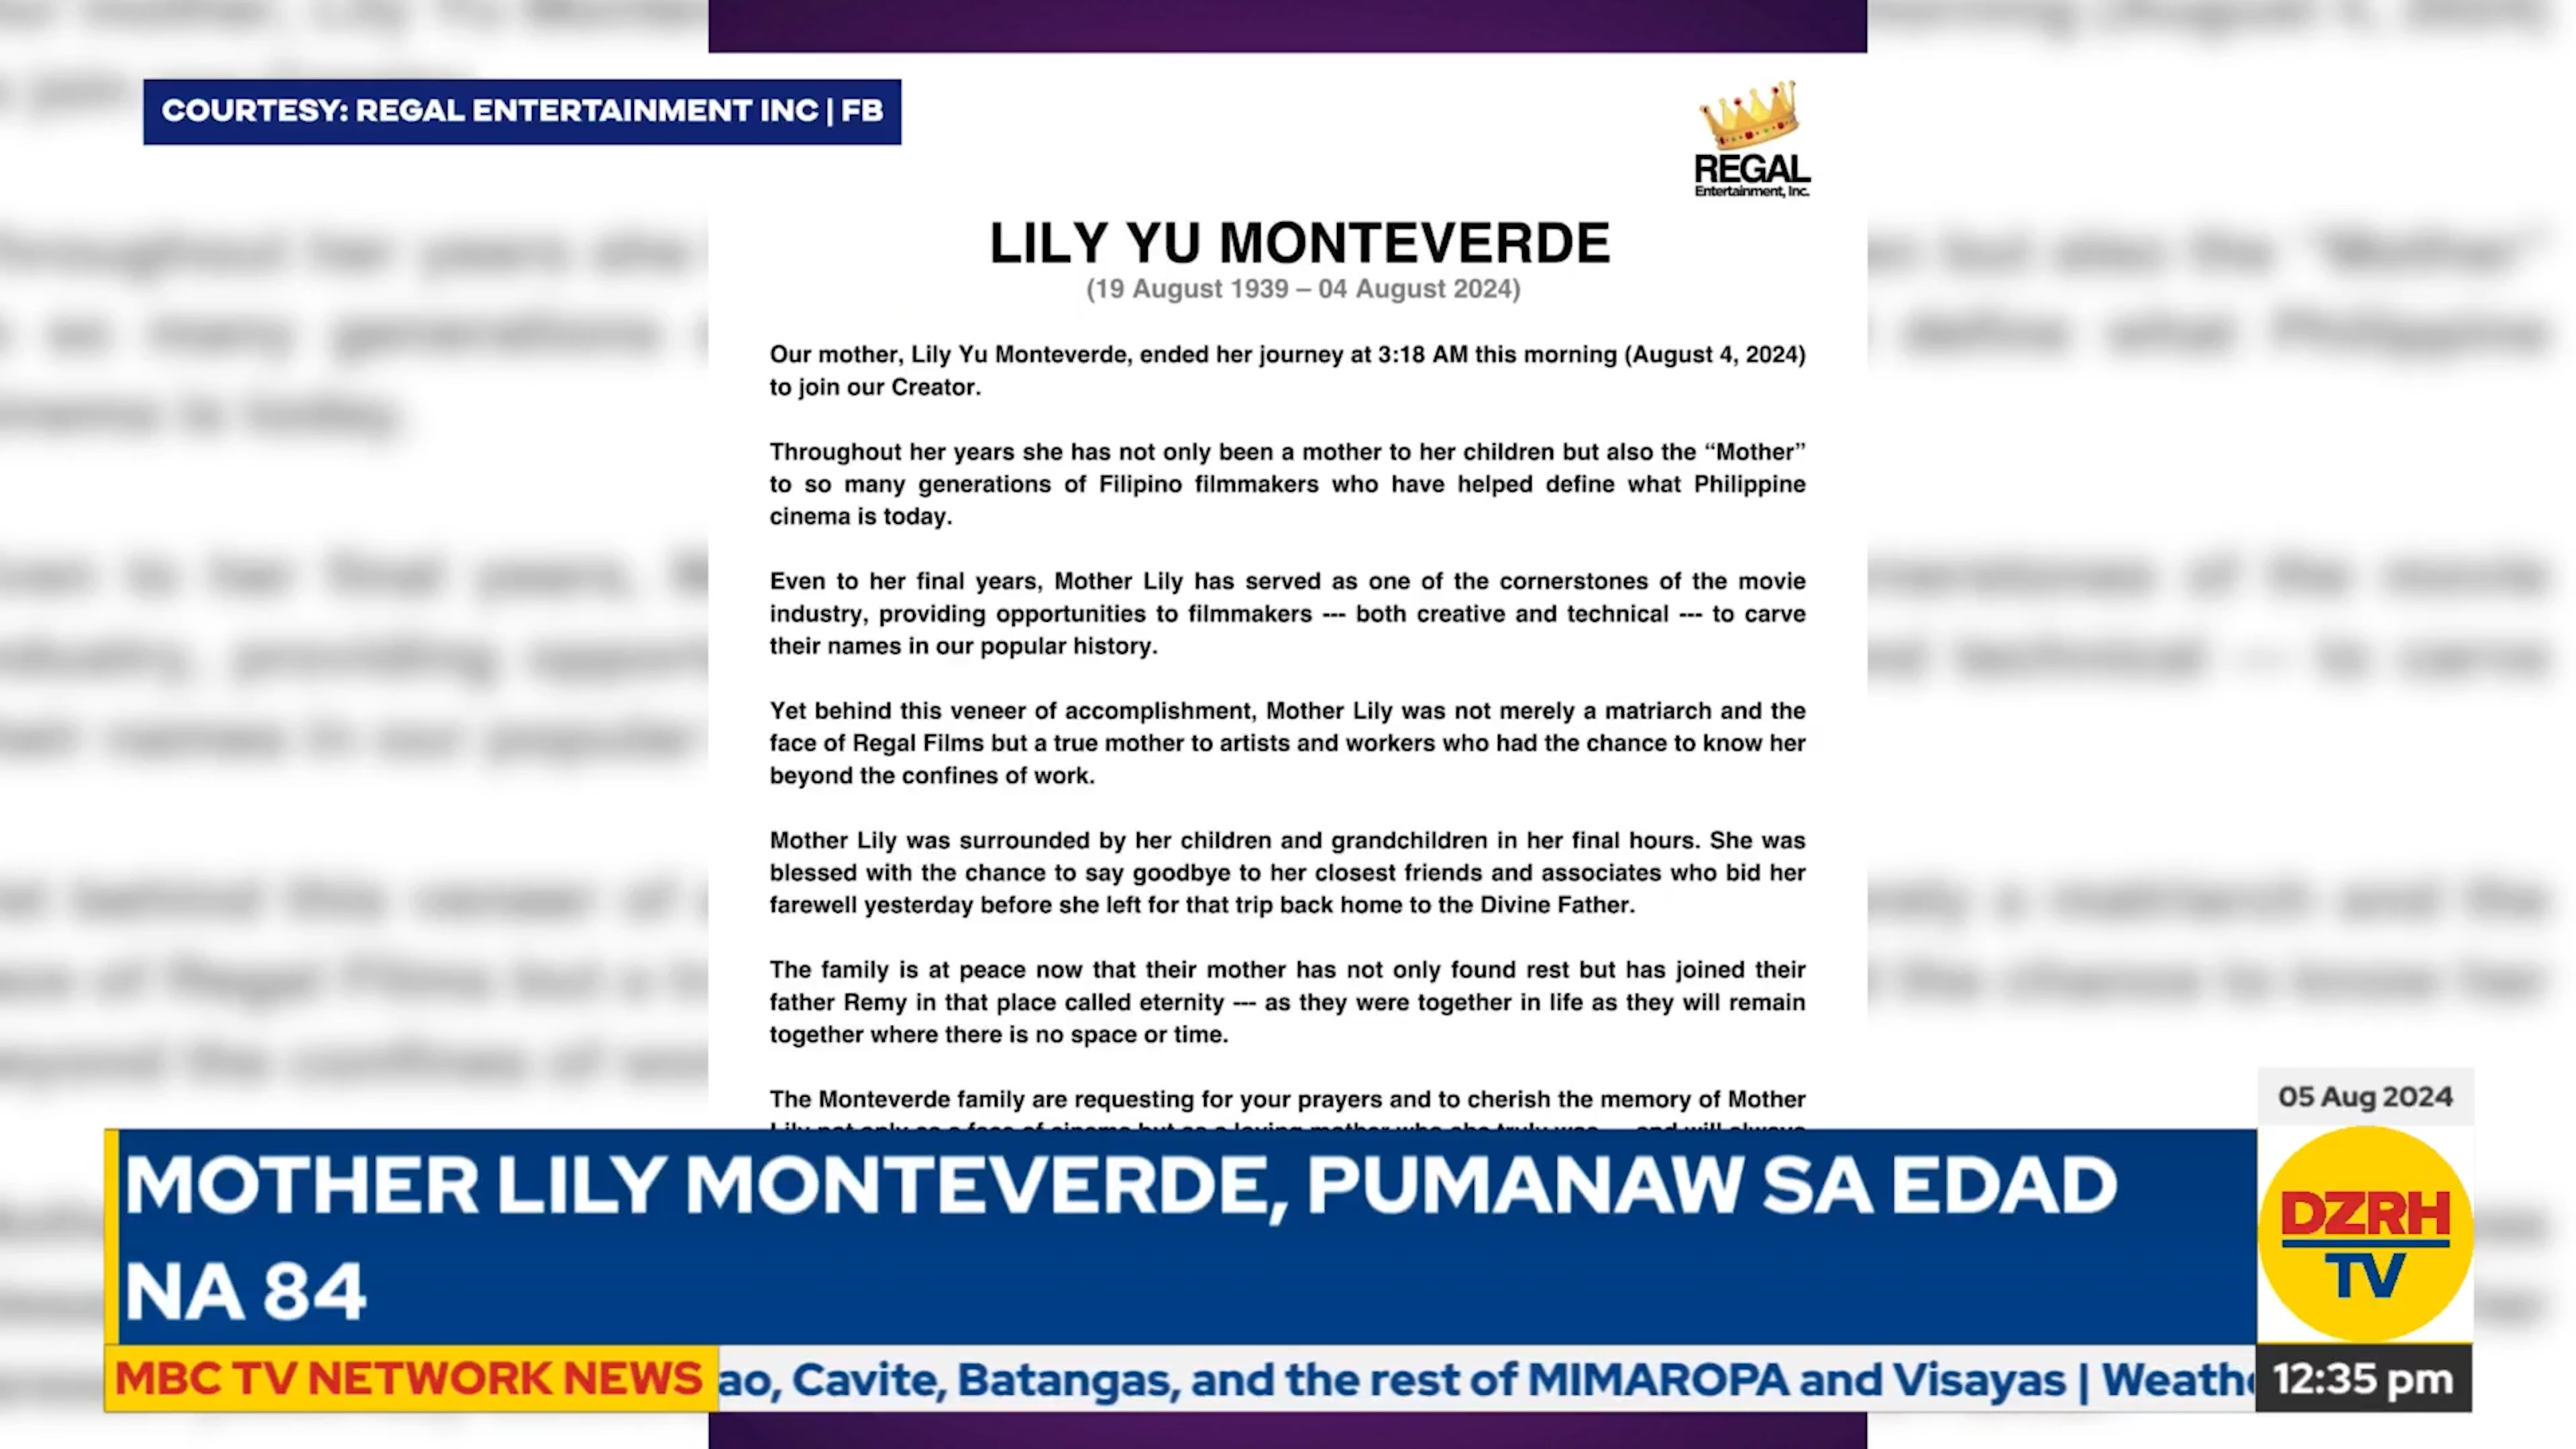 COURTESY: REGAL ENTERTAINMENT INC | FB
REGAL
Entertainment, Inc.
LILY YU MONTEVERDE
(19 August 1939 – 04 August 2024)
Our mother, Lily Yu Monteverde, ended her journey at 3:18 AM this morning (August 4, 2024)
to join our Creator.
Throughout her years she has not only been a mother to her children but also the “Mother”
to so many generations of Filipino filmmakers who have helped define what Philippine
cinema is today.
Even to her final years, Mother Lily has served as one of the cornerstones of the movie
industry, providing opportunities to filmmakers --- both creative and technical --- to carve
their names in our popular history.
Yet behind this veneer of accomplishment, Mother Lily was not merely a matriarch and the
face of Regal Films but a true mother to artists and workers who had the chance to know her
beyond the confines of work.
Mother Lily was surrounded by her children and grandchildren in her final hours. She was
blessed with the chance to say goodbye to her closest friends and associates who bid her
farewell yesterday before she left for that trip back home to the Divine Father.
The family is at peace now that their mother has not only found rest but has joined their
father Remy in that place called eternity --- as they were together in life as they will remain
together where there is no space or time.
The Monteverde family are requesting for your prayers and to cherish the memory of Mother
05 Aug 2024
MOTHER LILY MONTEVERDE, PUMANAW SA EDAD
NA 84
DZRH
TV
MBC TV NETWORK NEWS
ao, Cavite, Batangas, and the rest of MIMAROPA and Visayas | Weath
12:35 pm